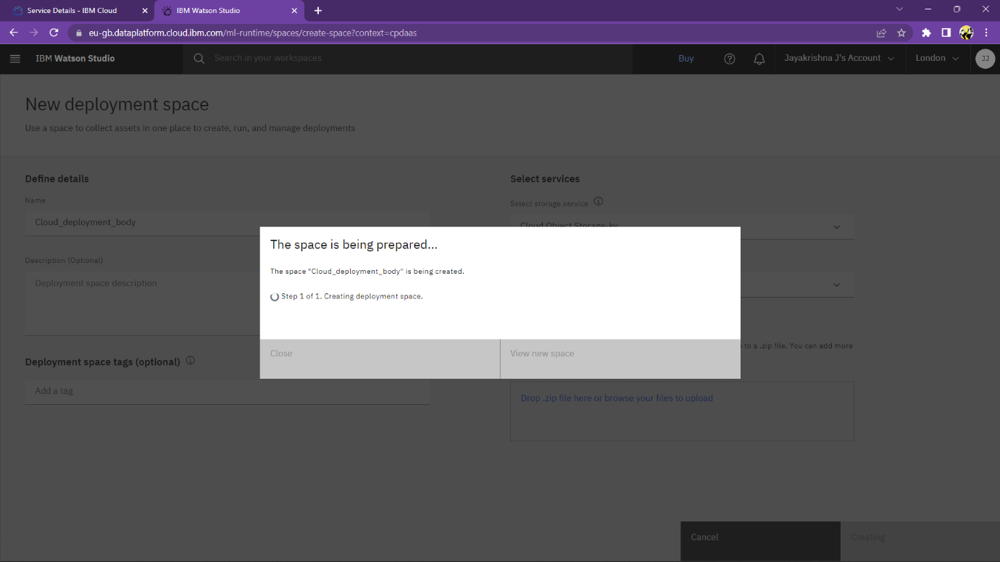 Service Details - IBM Cloud
IBM Watson Studio
eu-gb.dataplatform.cloud.ibm.com/ml-runtime/spaces/create-space?context=cpdaas
IBM Watson Studio
Search in your workspaces
Buy
Jayakrishna J's Account
London
JJ
New deployment space
Use a space to collect assets in one place to create, run, and manage deployments
Define details
Name
Cloud_deployment_body
Description (Optional)
Deployment space description
Deployment space tags (optional)
Add a tag
Select services
Select storage service
Cloud Object Storage-ky
The space is being prepared...
The space "Cloud_deployment_body" is being created.
Step 1 of 1. Creating deployment space.
Close
View new space
to a .zip file. You can add more
Drop .zip file here or browse your files to upload
Cancel
Creating